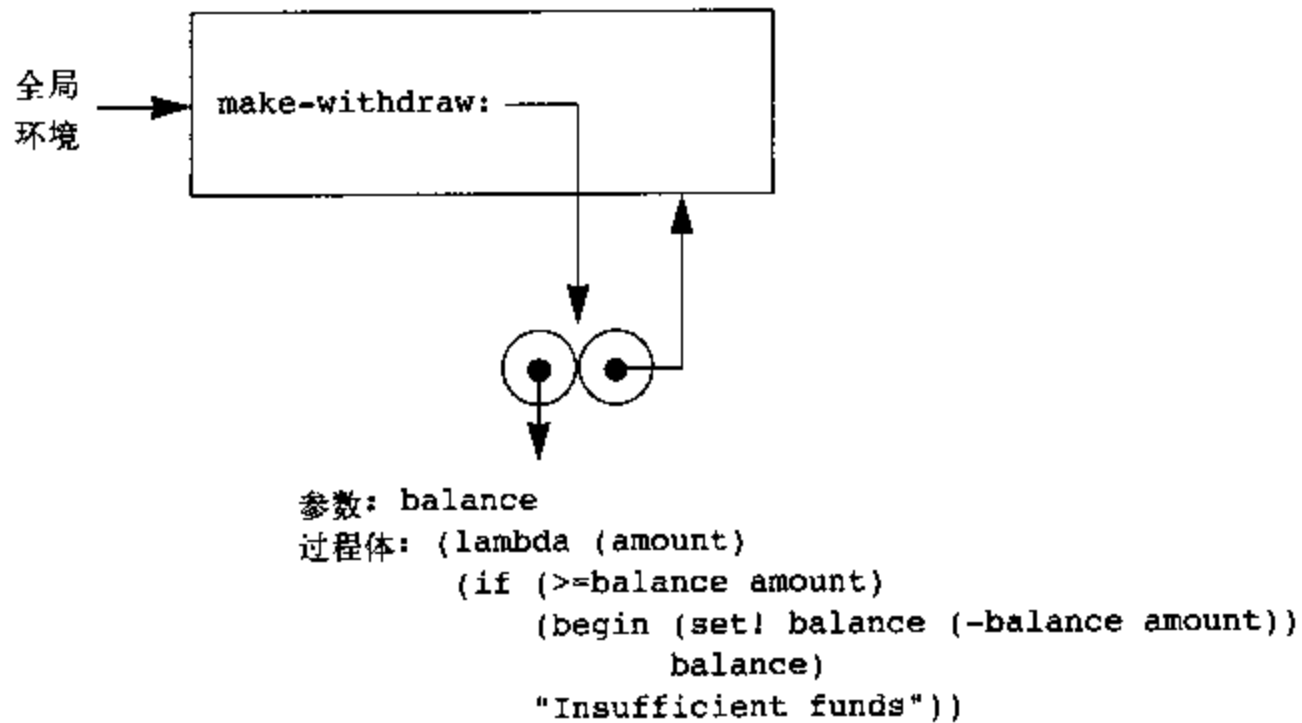 全局
环境
make-withdraw:
参数: balance
过程体: (lambda (amount)
(if (>=balance amount)
(begin (set! balance (-balance amount))
balance)
"Insufficient funds"))